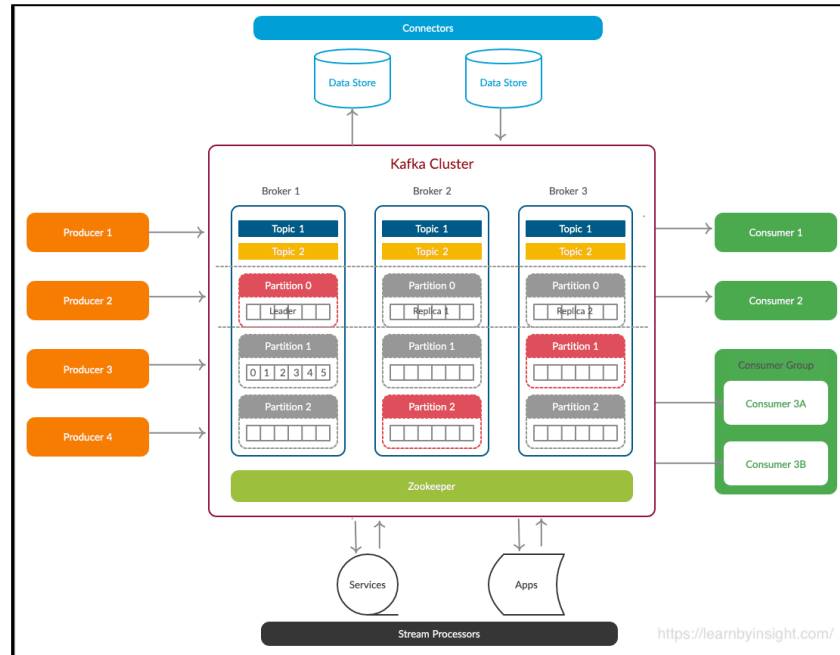 Connectors
Data Store
Data Store
Kafka Cluster
Broker 1
Broker 2
Broker 3
Topic 1
Topic 1
Topic 1
Topic 2
Topic 2
Topic 2
Partition 0
Partition 0
Partition 0
Leader
Replica 1
Replica 2
Partition 1
Partition 1
Partition 1
0 1 2 3 4 5
Partition 2
Partition 2
Partition 2
Zookeeper
Producer 1
Producer 2
Producer 3
Producer 4
Consumer 1
Consumer 2
Consumer Group
Consumer 3A
Consumer 3B
Services
Apps
Stream Processors
https://learnbyinsight.com/